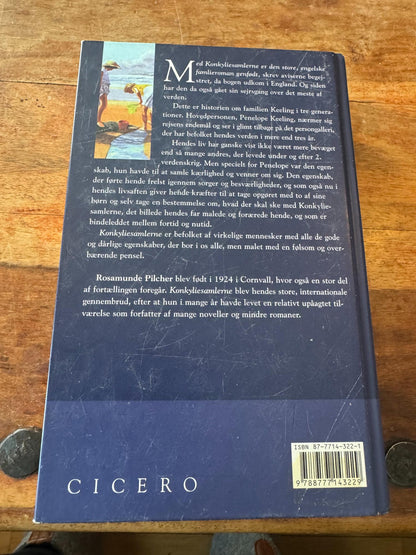 Med Konkyliesamlerne er den store, engelske
familieroman genfødt, skrev aviserne begej-
stret, da bogen udkom i England. Og siden
har den da også gået sin sejrsgang over det meste af
verden.
Dette er historien om familien Keeling i tre genera-
tioner. Hovedpersonen, Penelope Keeling, nærmer sig
rejsens endemål og ser i glimt tilbage på det persongalleri,
der har befolket hendes verden i mere end tres år.
Hendes liv har ganske vist ikke været mere bevæget
end så mange andres, der levede under og efter 2.
verdenskrig. Men specielt for Penelope var den egen-
skab, hun havde til at samle kærlighed og venner om sig. Den egenskab,
der førte hende frelst igennem sorger og besværligheder, og som også nu i
hendes livsaften giver hende kræfter til at tage opgøret med to af sine
børn og selv tage en bestemmelse om, hvad der skal ske med Konkylie-
samlerne, det billede hendes far malede og forærede hende, og som er
bindeleddet mellem fortid og nutid.
Konkyliesamlerne er befolket af virkelige mennesker med alle de gode
og dårlige egenskaber, der bor i os alle, men malet med en følsom og over-
bærende pensel.
Rosamunde Pilcher blev født i 1924 i Cornwall, hvor også en stor del
af fortællingen foregår. Konkyliesamlerne blev hendes store, internationale
gennembrud, efter at hun i mange år havde levet en relativt upåagtet til-
værelse som forfatter af mange noveller og mindre romaner.
ISBN 87-7714-322-1
9 788777 143229
CICERO